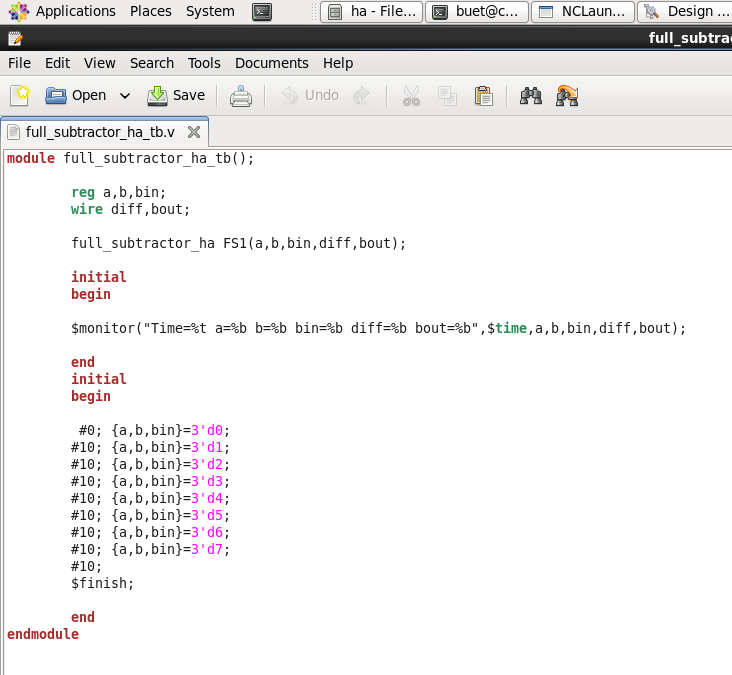 Applications Places System ha - File... buet@c... NCLaun... Design ...
full_subtrac
File Edit View Search Tools Documents Help
Open Save Undo
full_subtractor_ha_tb.v
module full_subtractor_ha_tb();
reg a,b,bin;
wire diff,bout;
full_subtractor_ha FS1(a,b,bin,diff,bout);
initial
begin
$monitor("Time=%t a=%b b=%b bin=%b diff=%b bout=%b",$time,a,b,bin,diff,bout);
end
initial
begin
#0; {a,b,bin}=3'd0;
#10; {a,b,bin}=3'd1;
#10; {a,b,bin}=3'd2;
#10; {a,b,bin}=3'd3;
#10; {a,b,bin}=3'd4;
#10; {a,b,bin}=3'd5;
#10; {a,b,bin}=3'd6;
#10; {a,b,bin}=3'd7;
#10;
$finish;
end
endmodule